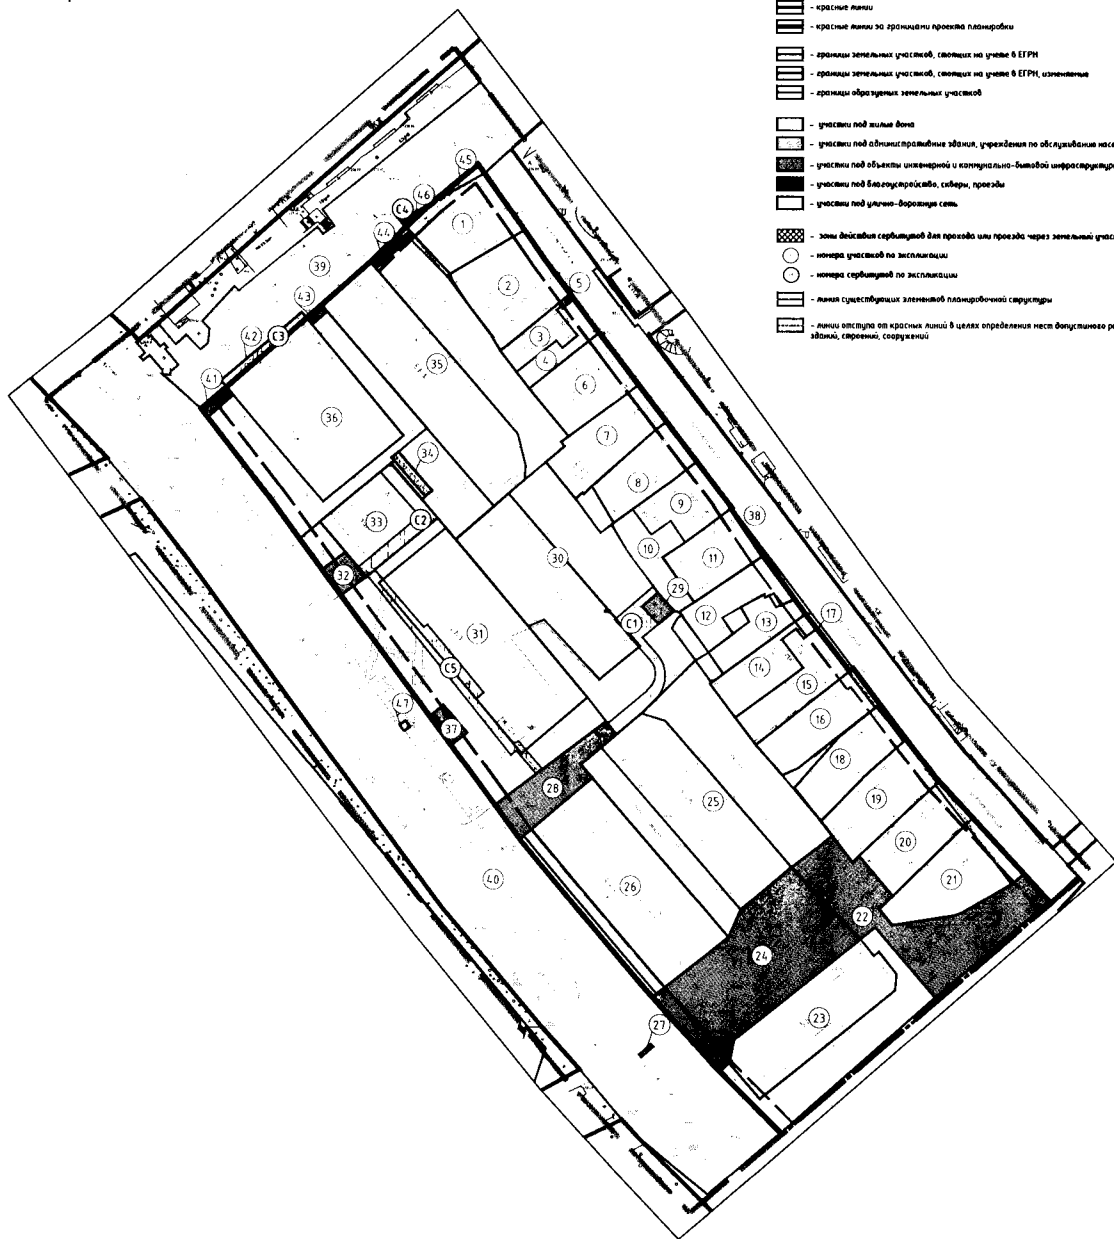 - красные линии
- красные линии за границами проекта планировки
- границы земельных участков, стоящих на учете в ЕГРН
- границы земельных участков, стоящих на учете в ЕГРН, изменяемые
- границы образуемых земельных участков
- участки под жилые дома
- участки под административные здания, учреждения по обслуживанию насе
- участки под объекты инженерной и коммунально-бытовой инфраструктур
- участки под благоустройство, скверы, проезды
- участки под улично-дорожную сеть
- зоны действия сервитутов для прохода или проезда через земельный учас
- номера участков по экспликации
- номера сервитутов по экспликации
- линия существующих элементов планировочной структуры
- линии отступа от красных линий в целях определения мест допустимого р
зданий, строений, сооружений
45
46
C4
1
44
39
2
5
43
42
C3
3
4
35
41
6
36
7
34
8
9
33
C2
38
10
30
11
32
29
12
13
17
C1
31
14
C5
15
47
16
37
18
28
25
19
20
40
26
21
22
24
23
27